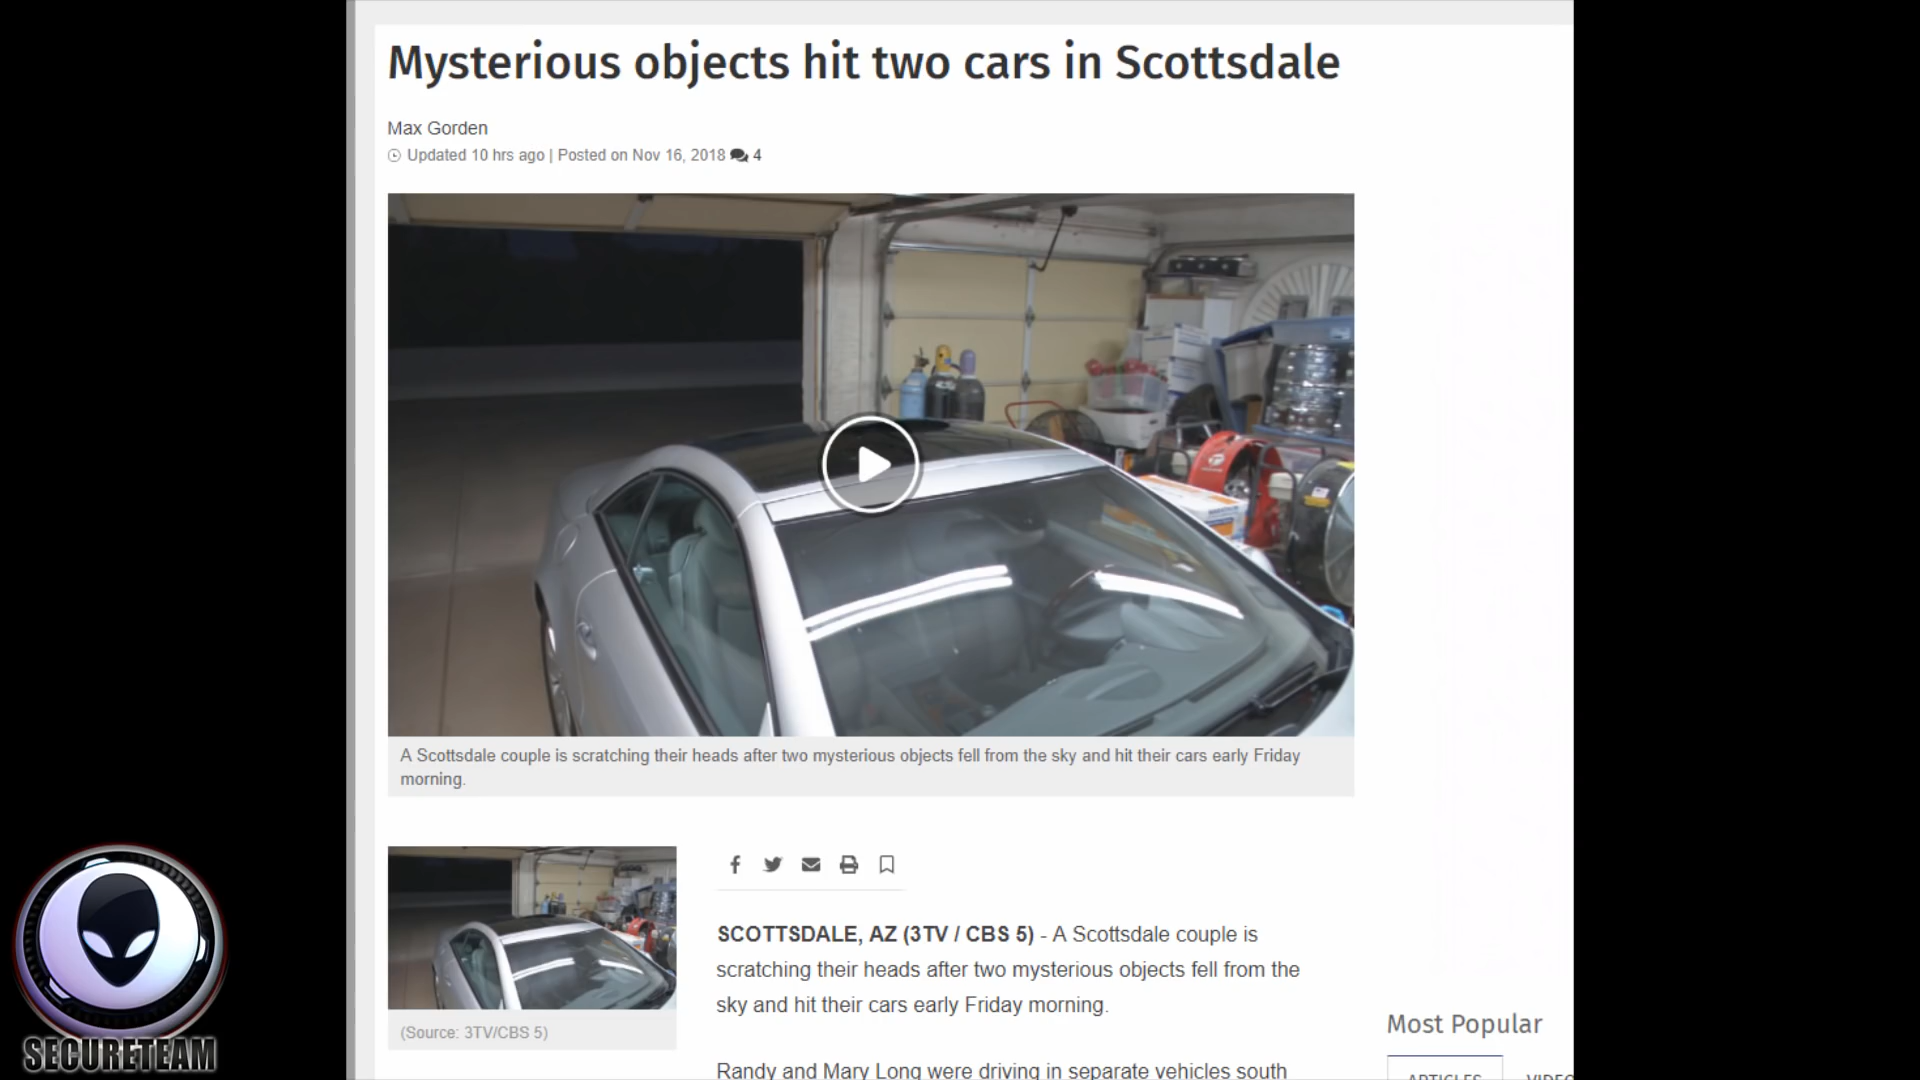 Mysterious objects hit two cars in Scottsdale
Max Gorden
Updated 10 hrs ago | Posted on Nov 16, 2018 4
A Scottsdale couple is scratching their heads after two mysterious objects fell from the sky and hit their cars early Friday
morning.
(Source: 3TV/CBS 5)
SCOTTSDALE, AZ (3TV / CBS 5) - A Scottsdale couple is
scratching their heads after two mysterious objects fell from the
sky and hit their cars early Friday morning.
Randy and Mary Long were driving in separate vehicles south
Most Popular
ARTICLES VIDEO
SECURETEAM